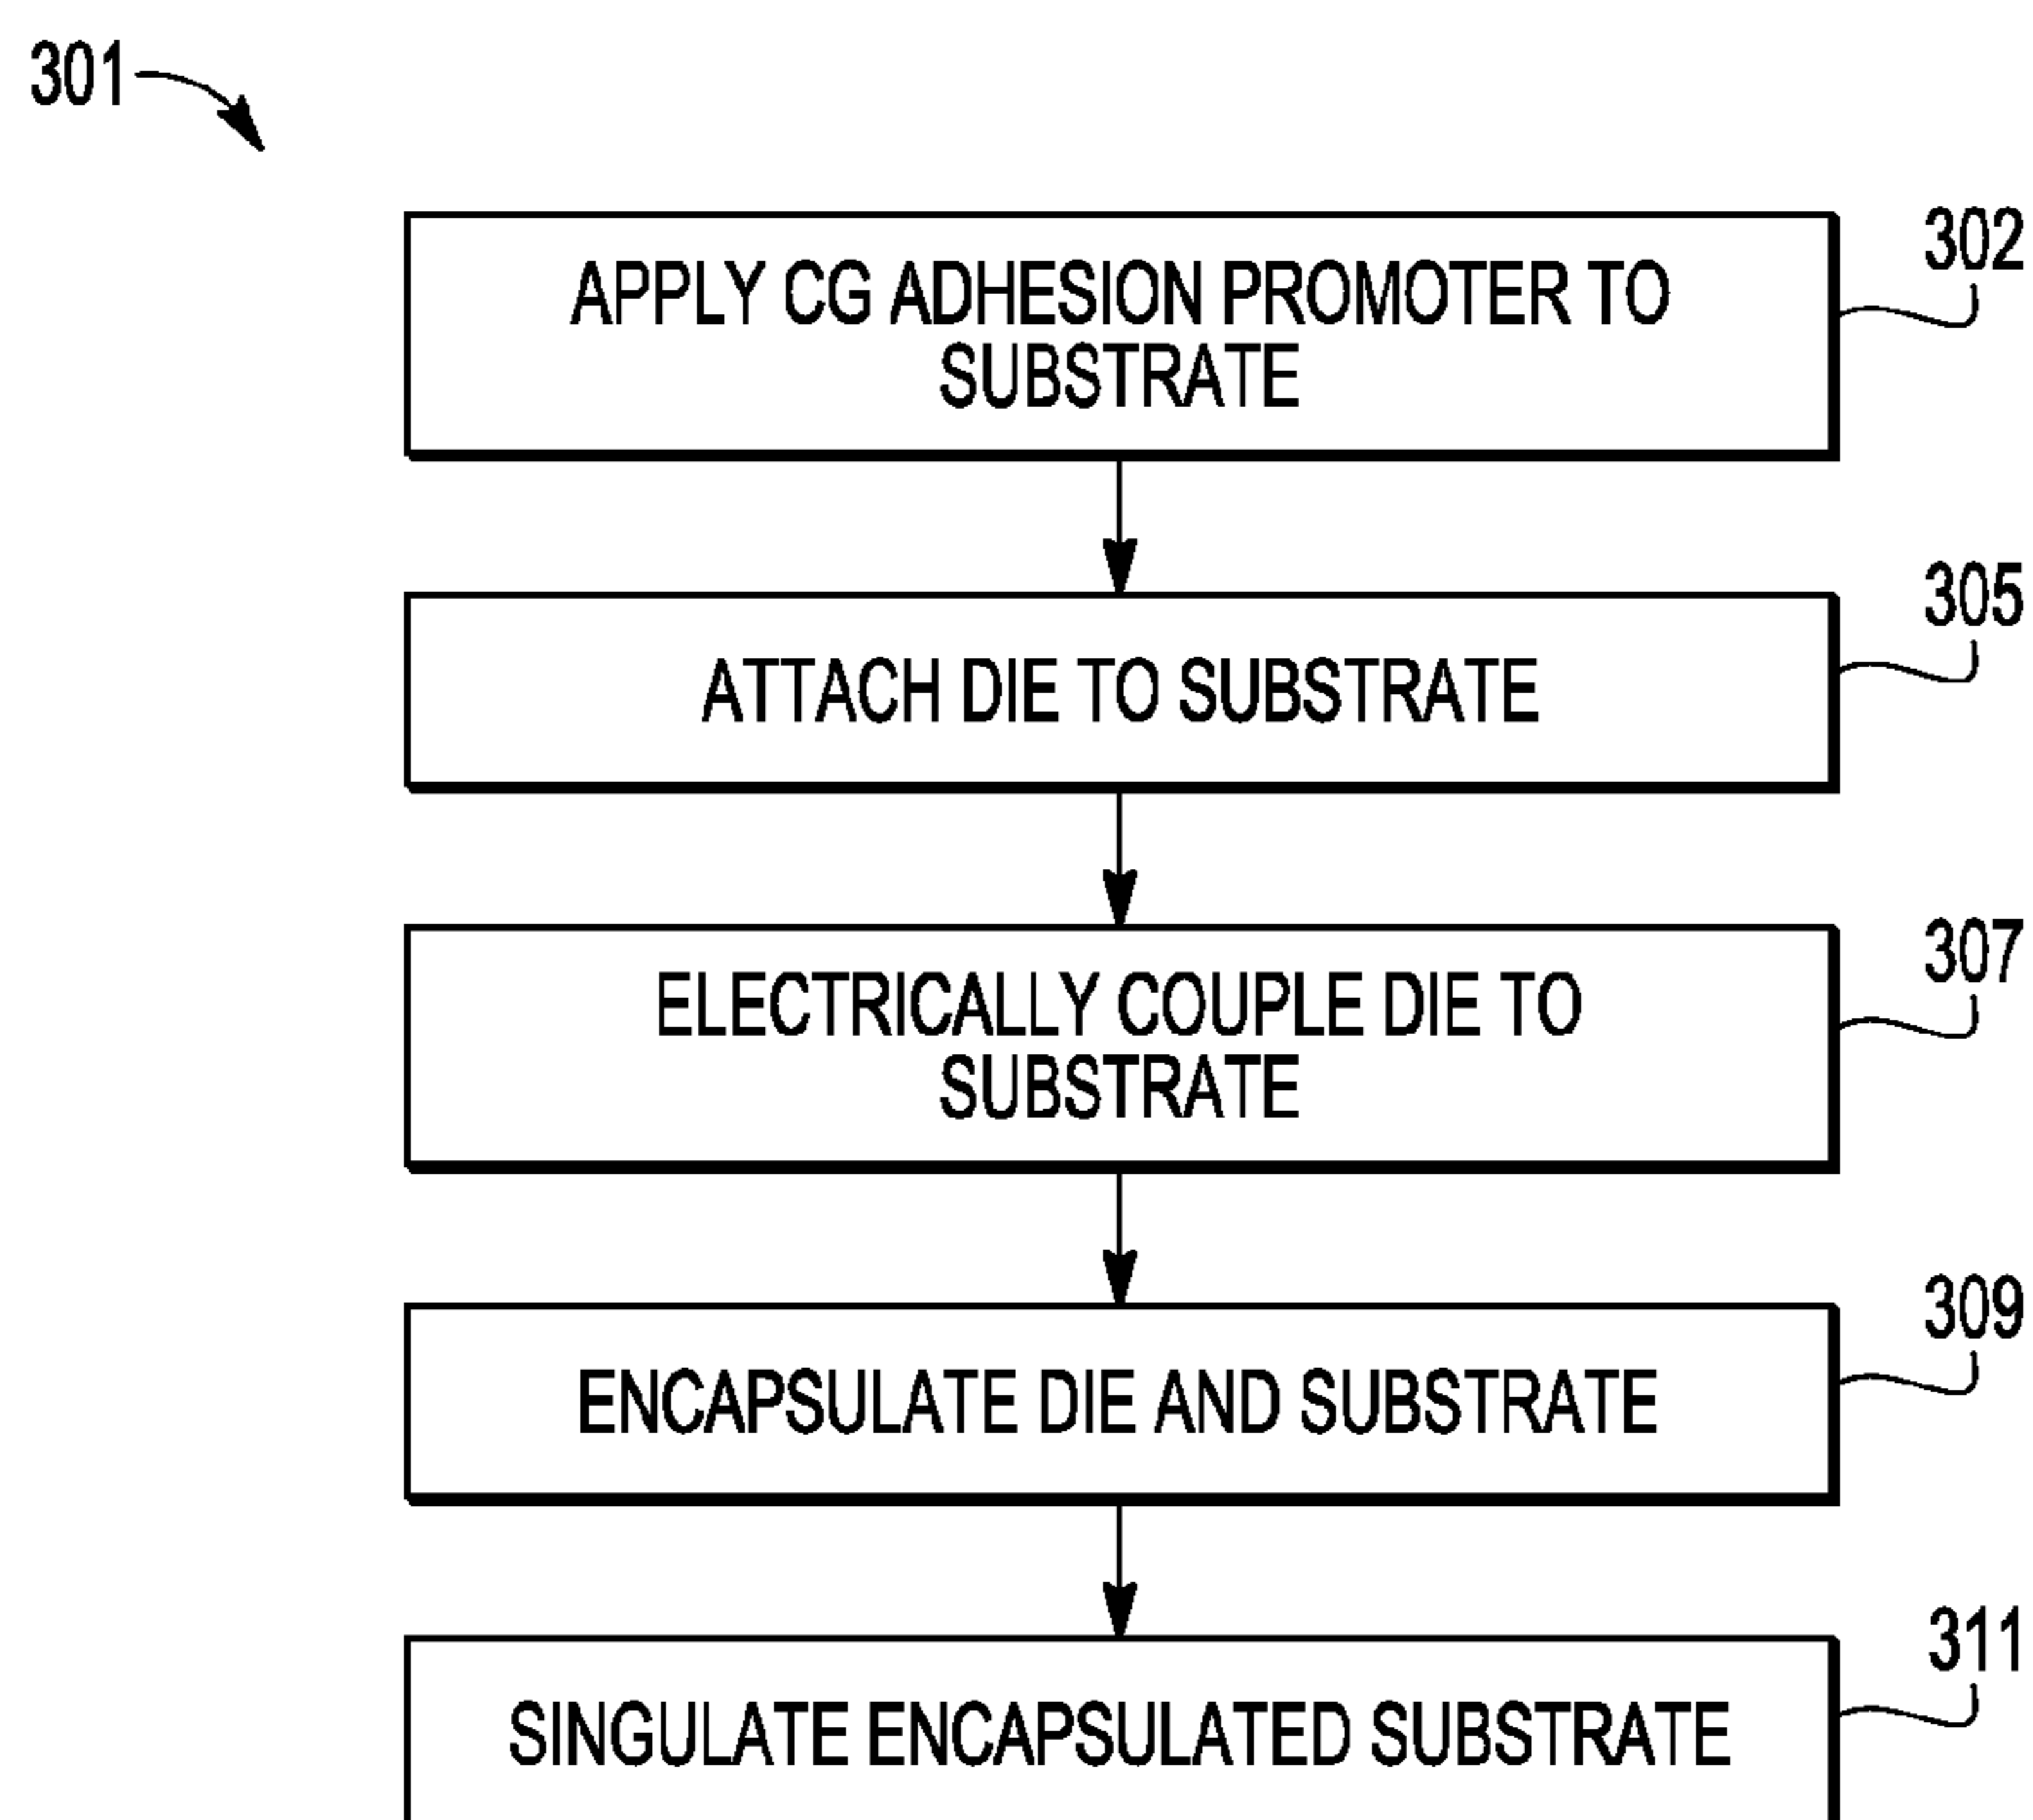 301
302
APPLY CG ADHESION PROMOTER TO
SUBSTRATE
305
ATTACH DIE TO SUBSTRATE
307
ELECTRICALLY COUPLE DIE TO
SUBSTRATE
309
ENCAPSULATE DIE AND SUBSTRATE
311
SINGULATE ENCAPSULATED SUBSTRATE